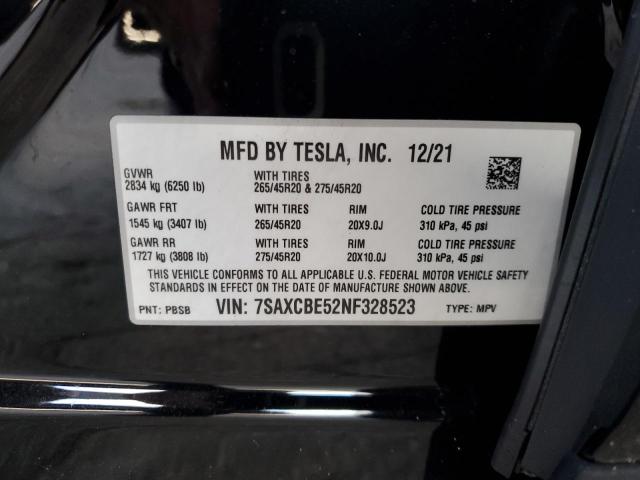 MFD BY TESLA, INC. 12/21
GVWR WITH TIRES
2834 kg (6250 lb) 265/45R20 & 275/45R20
GAWR FRT WITH TIRES RIM COLD TIRE PRESSURE
1545 kg (3407 lb) 265/45R20 20X9.0J 310 kPa, 45 psi
GAWR RR WITH TIRES RIM COLD TIRE PRESSURE
1727 kg (3808 lb) 275/45R20 20X10.0J 310 kPa, 45 psi
THIS VEHICLE CONFORMS TO ALL APPLICABLE U.S. FEDERAL MOTOR VEHICLE SAFETY
STANDARDS IN EFFECT ON THE DATE OF MANUFACTURE SHOWN ABOVE.
PNT: PBSB VIN: 7SAXCBE52NF328523 TYPE: MPV